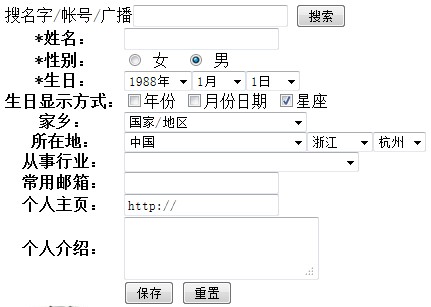 搜名字/帐号/广播 搜索
*姓名：
*性别： 女 男
*生日： 1988年 1月 1日
生日显示方式： 年份 月份日期 星座
家乡： 国家/地区
所在地： 中国 浙江 杭州
从事行业：
常用邮箱：
个人主页： http://
个人介绍：
保存 重置